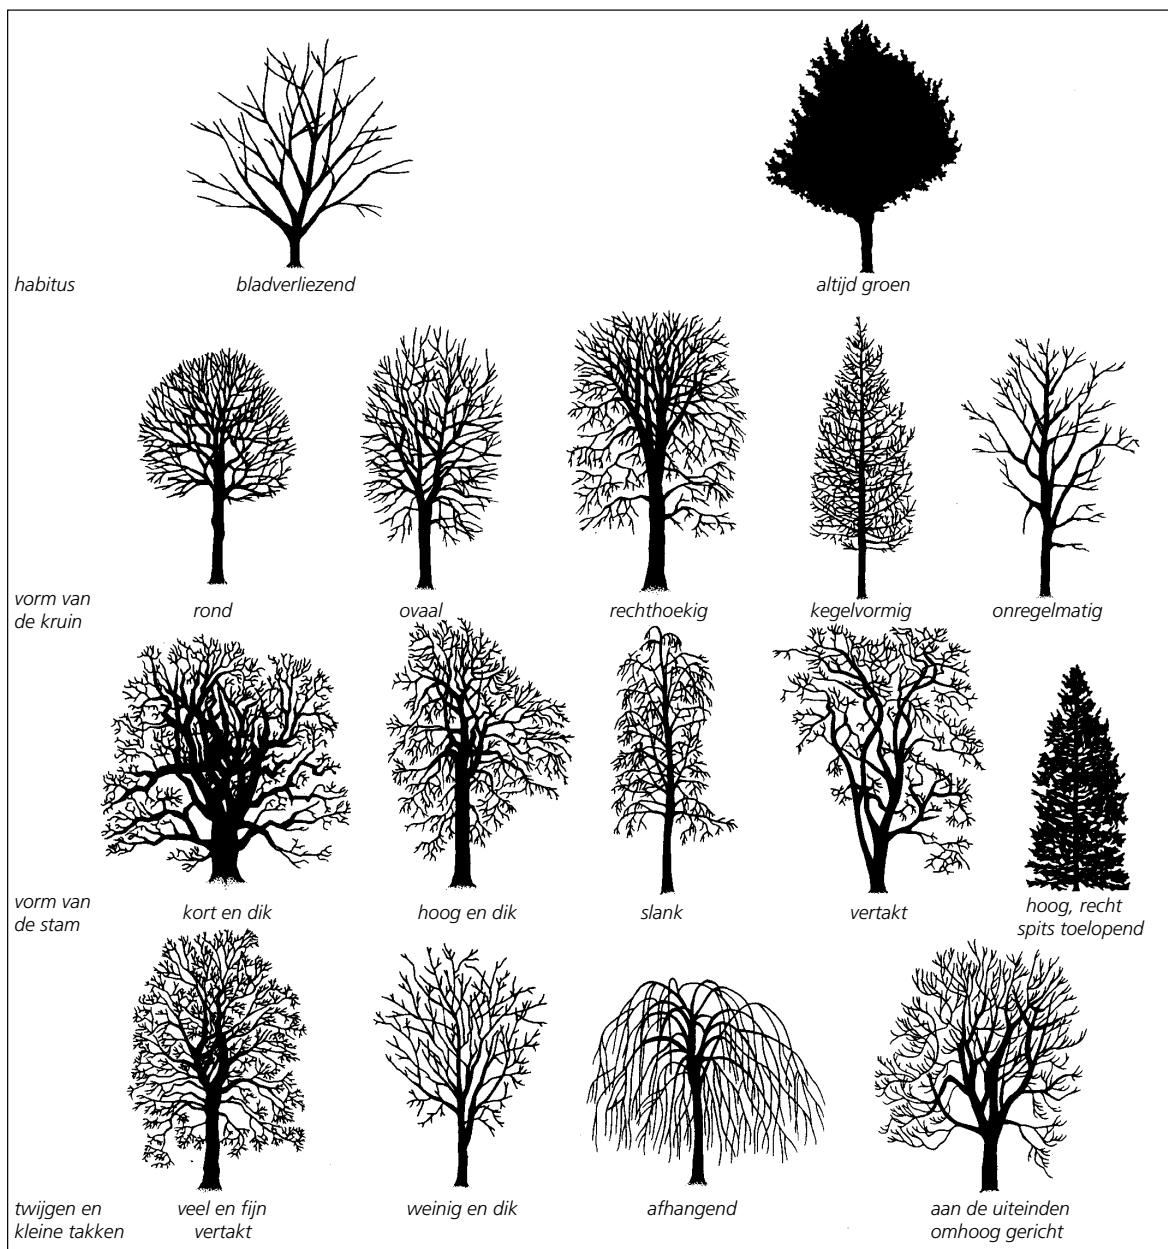 habitus
bladverliezend
altijd groen
vorm van
de kruin
rond
ovaal
rechthoekig
kegelvormig
onregelmatig
vorm van
de stam
kort en dik
hoog en dik
slank
vertakt
hoog, recht
spits toelopend
twijgen en
kleine takken
veel en fijn
vertakt
weinig en dik
afhangend
aan de uiteinden
omhoog gericht